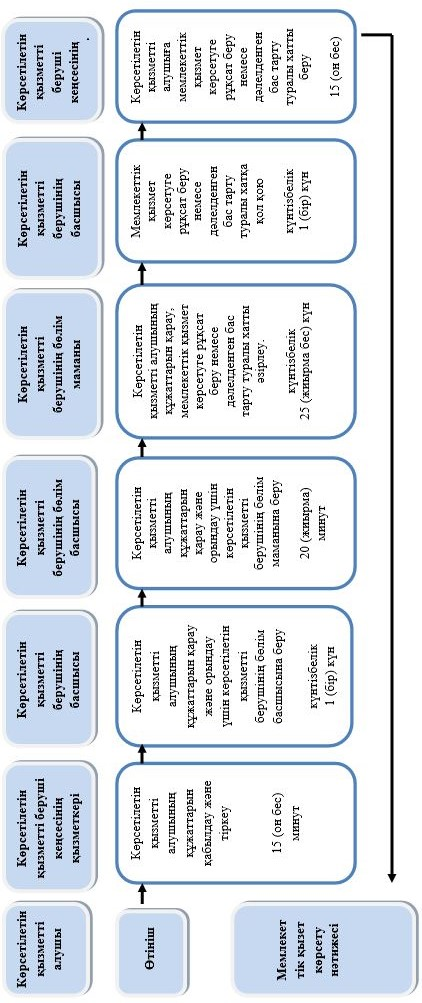 Көрсетілетін
қызметті
алушы
Көрсетілетін
қызметті беруші
кеңсесінің
қызметкері
Көрсетілетін
қызметті
берушінің
басшысы
Көрсетілетін
қызметті
берушінің бөлім
басшысы
Көрсетілетін
қызметті
берушінің бөлім
маманы
Көрсетілетін
қызметті
берушінің
басшысы
Көрсетілетін
қызметті
беруші
кеңсесінің
.
Өтініш
Көрсетілетін
қызметті
алушының
құжаттарын
қабылдау және
тіркеу
15 (он бес)
минут
Көрсетілетін
қызметті
алушының
құжаттарын қарау
және орындау
үшін көрсетілетін
қызметті
берушінің бөлім
басшысына беру
күнтізбелік
1 (бір) күн
Көрсетілетін
қызметті
алушының
құжаттарын
қарау және
орындау үшін
көрсетілетін
қызметті
берушінің бөлім
маманына беру
20 (жиырма)
минут
Көрсетілетін
қызметті алушының
құжаттарын қарау,
мемлекеттік қызмет
көрсетуге рұқсат
беру немесе
дәлелденген бас
тарту туралы хатты
әзірлеу.
күнтізбелік
25 (жиырма бес) күн
Мемлекеттік
қызмет
көрсетуге
рұқсат беру
немесе
дәлелденген
бас тарту
туралы хатқа
қол қою
күнтізбелік
1 (бір) күн
Көрсетілетін
қызметті
алушыға
мемлекеттік
қызмет
көрсетуге
рұқсат беру
немесе
дәлелденген
бас тарту
туралы хатты
беру
15 (он бес)
Мемлекет
тік қызет
көрсету
нәтижесі